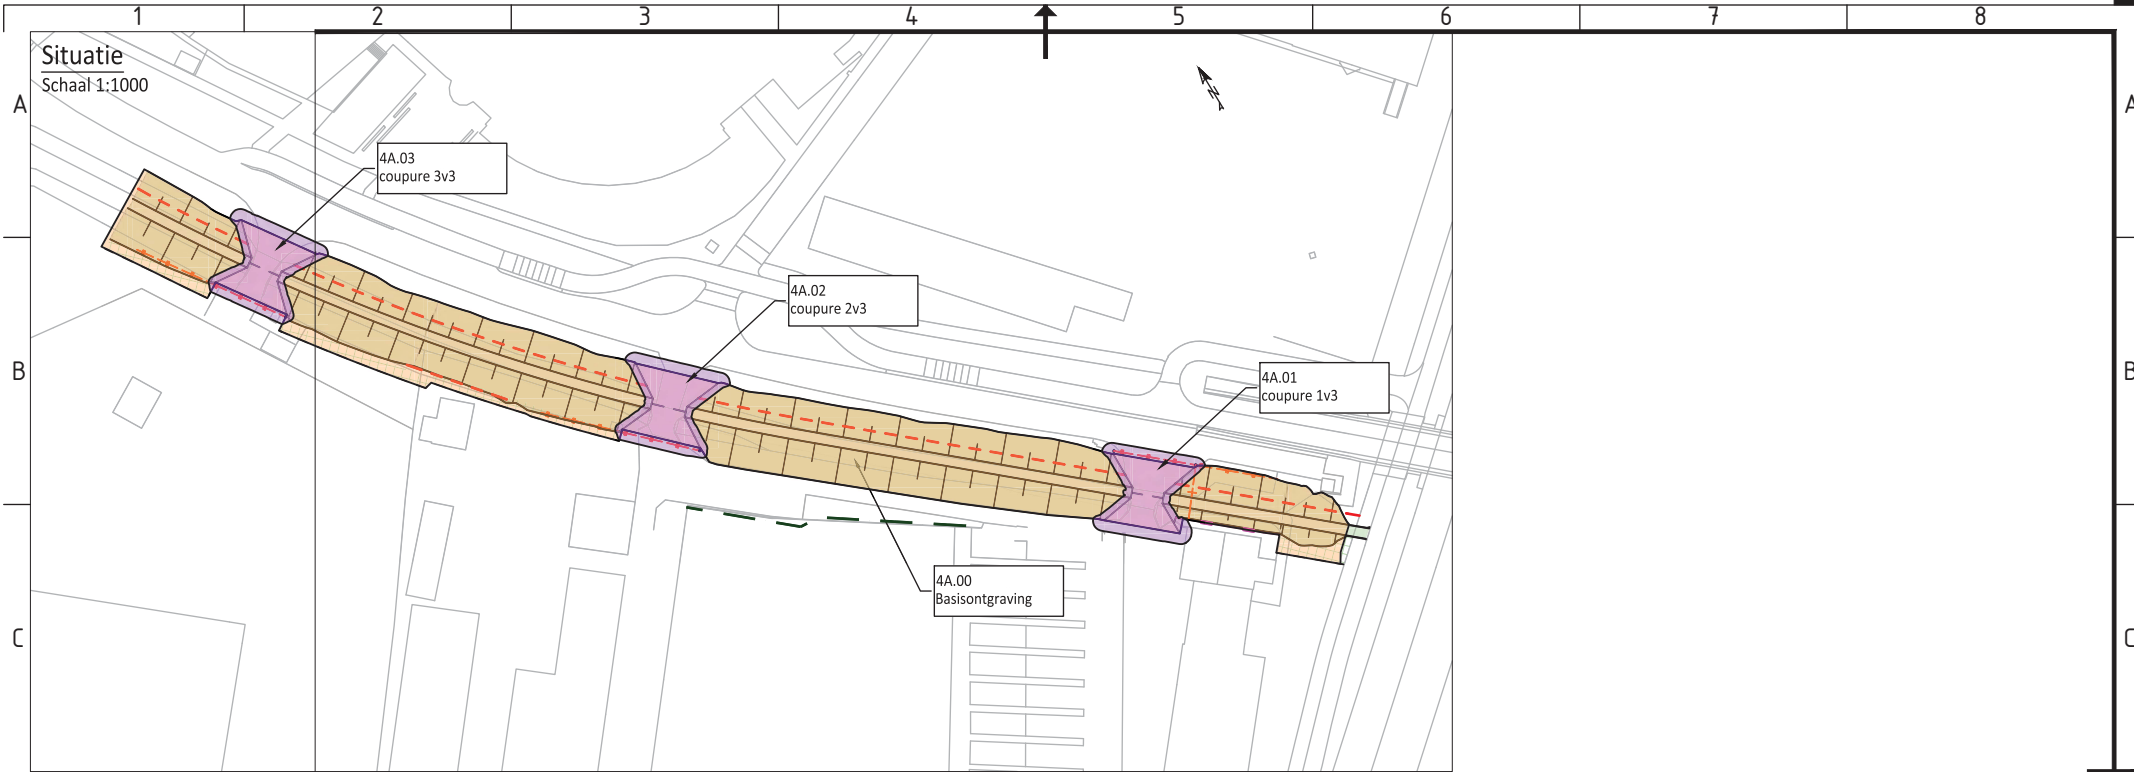 1 2 3 4 5 6 7 8
Situatie
Schaal 1:1000
A
A
N
4A.03
coupure 3v3
4A.02
coupure 2v3
4A.01
coupure 1v3
B
B
4A.00
Basisontgraving
C
C